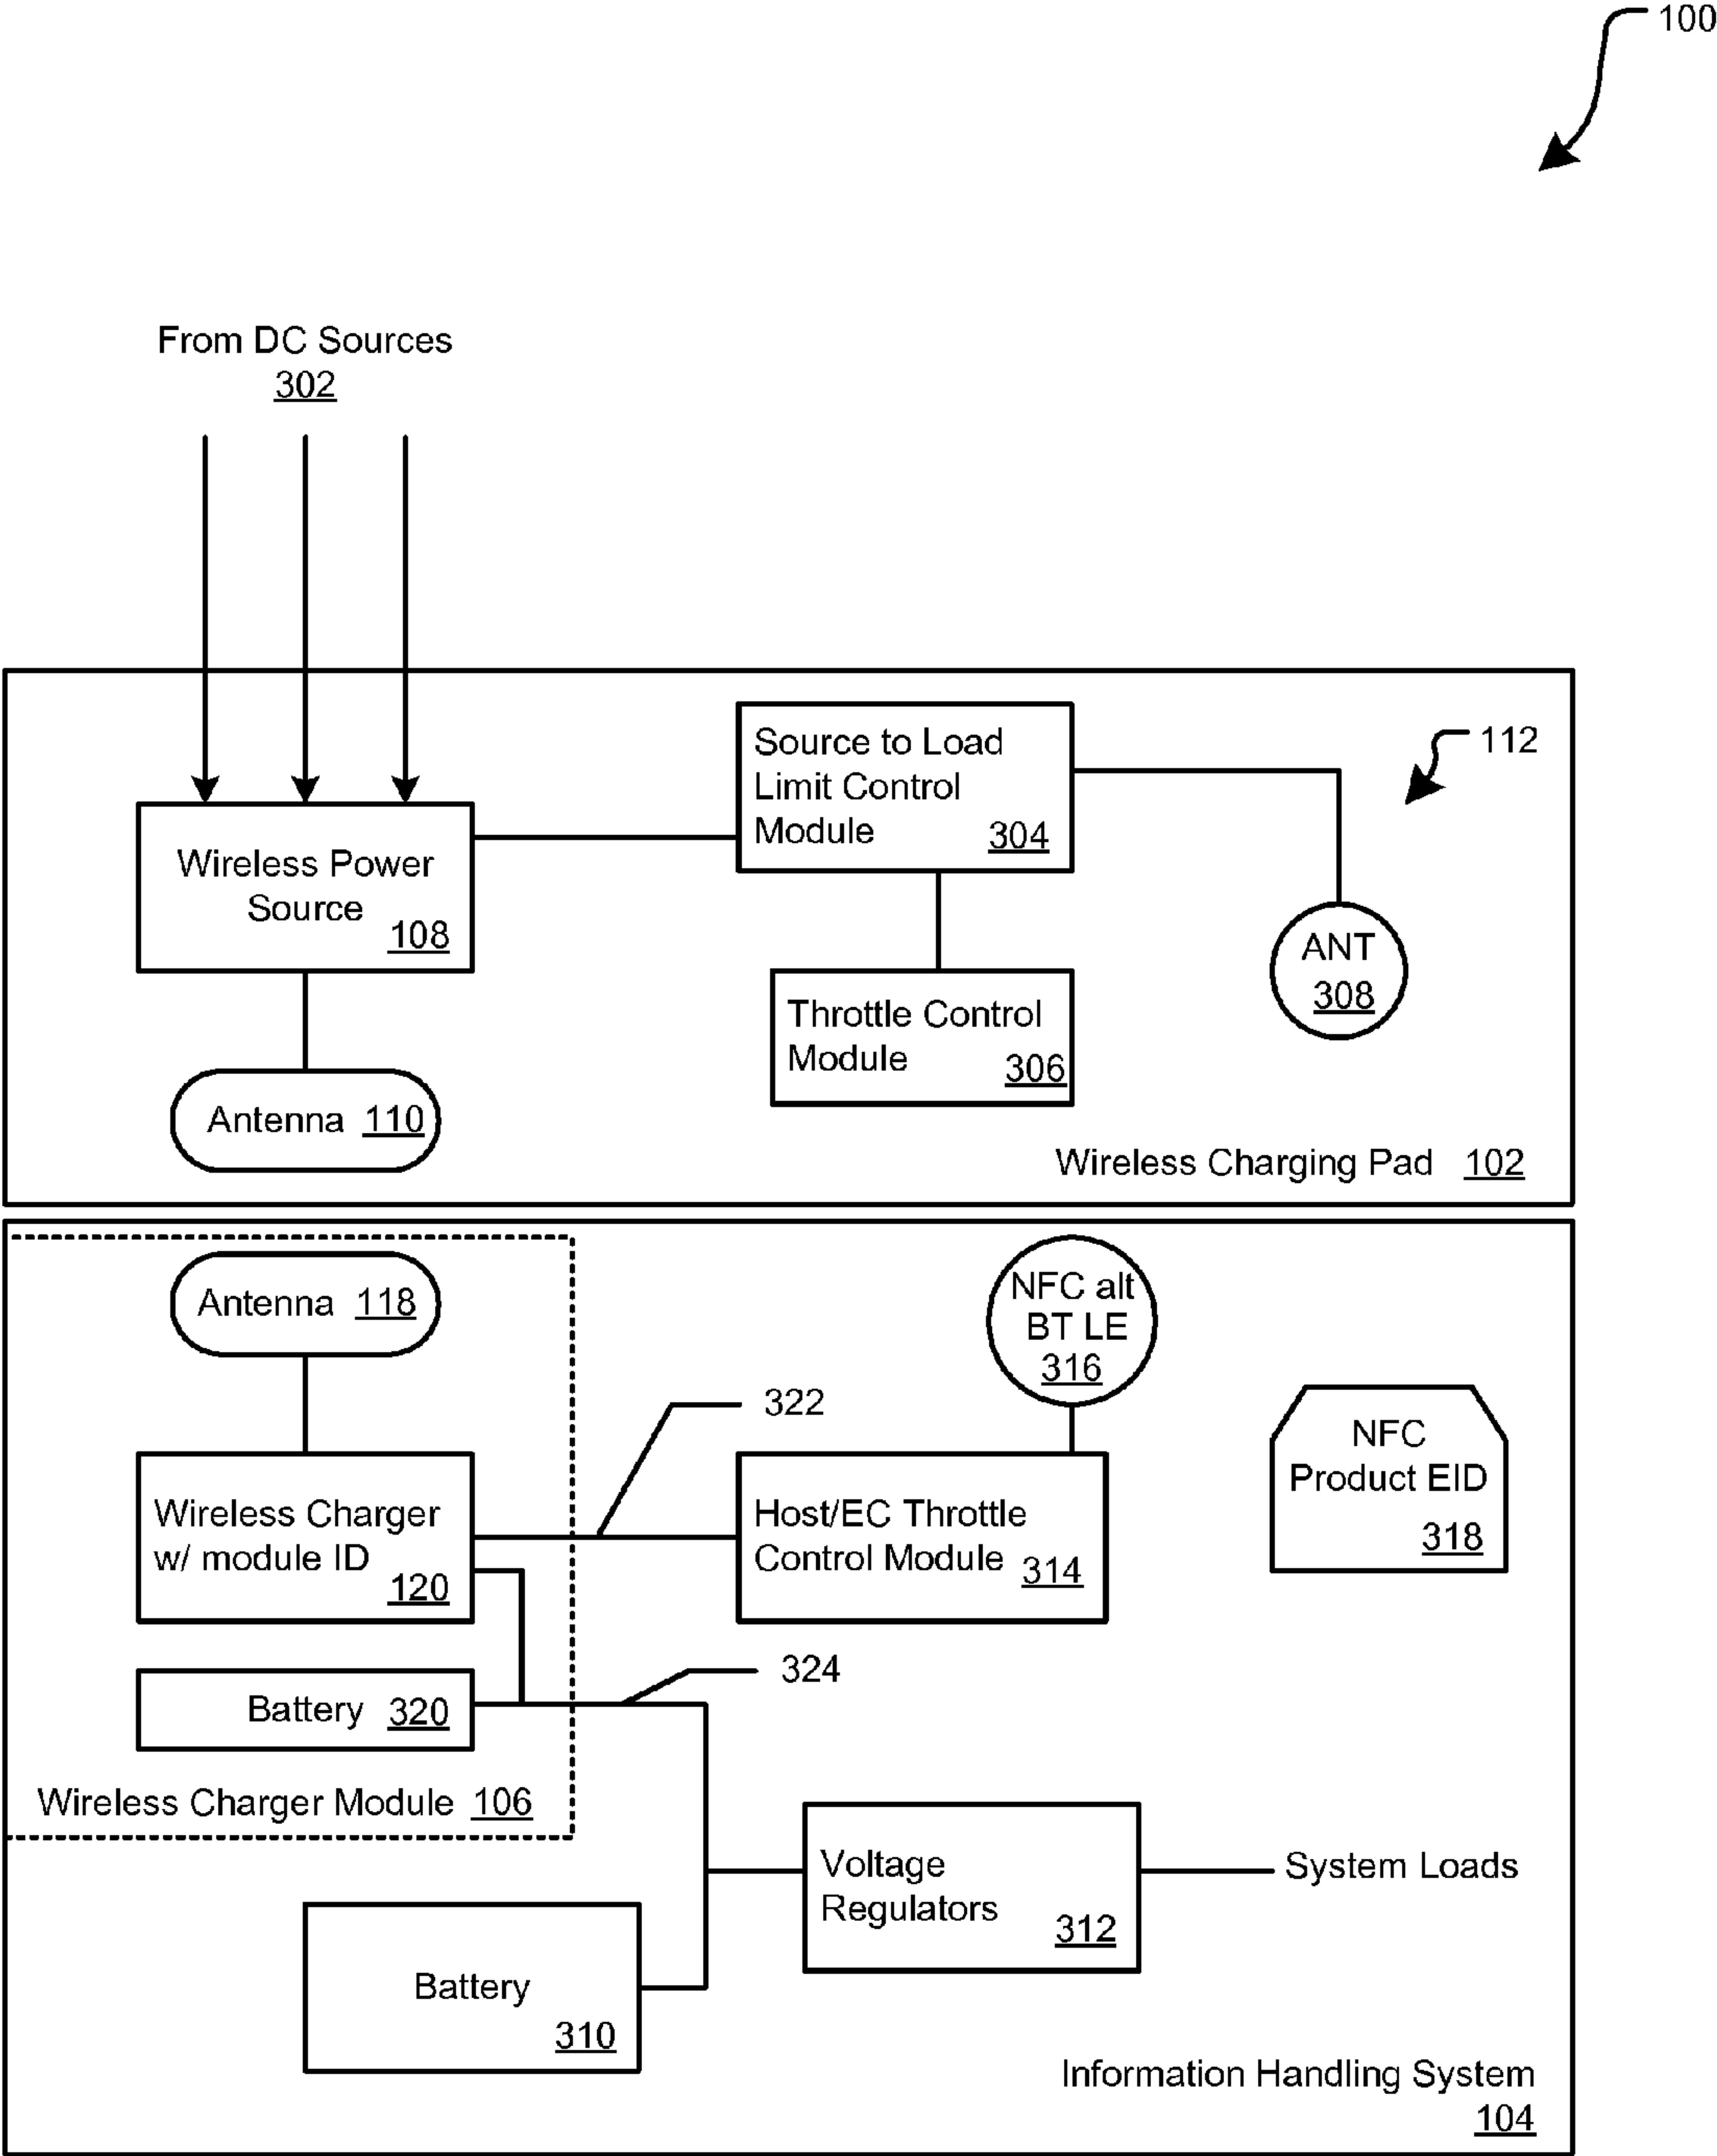 100
From DC Sources
302
Source to Load
Limit Control
Module 304
112
Wireless Power
Source
108
ANT
308
Throttle Control
Module 306
Antenna 110
Wireless Charging Pad 102
Antenna 118
NFC alt
BT LE
316
322
NFC
Product EID
318
Wireless Charger
w/ module ID
120
Host/EC Throttle
Control Module 314
324
Battery 320
Wireless Charger Module 106
Voltage
Regulators
312
System Loads
Battery
310
Information Handling System
104